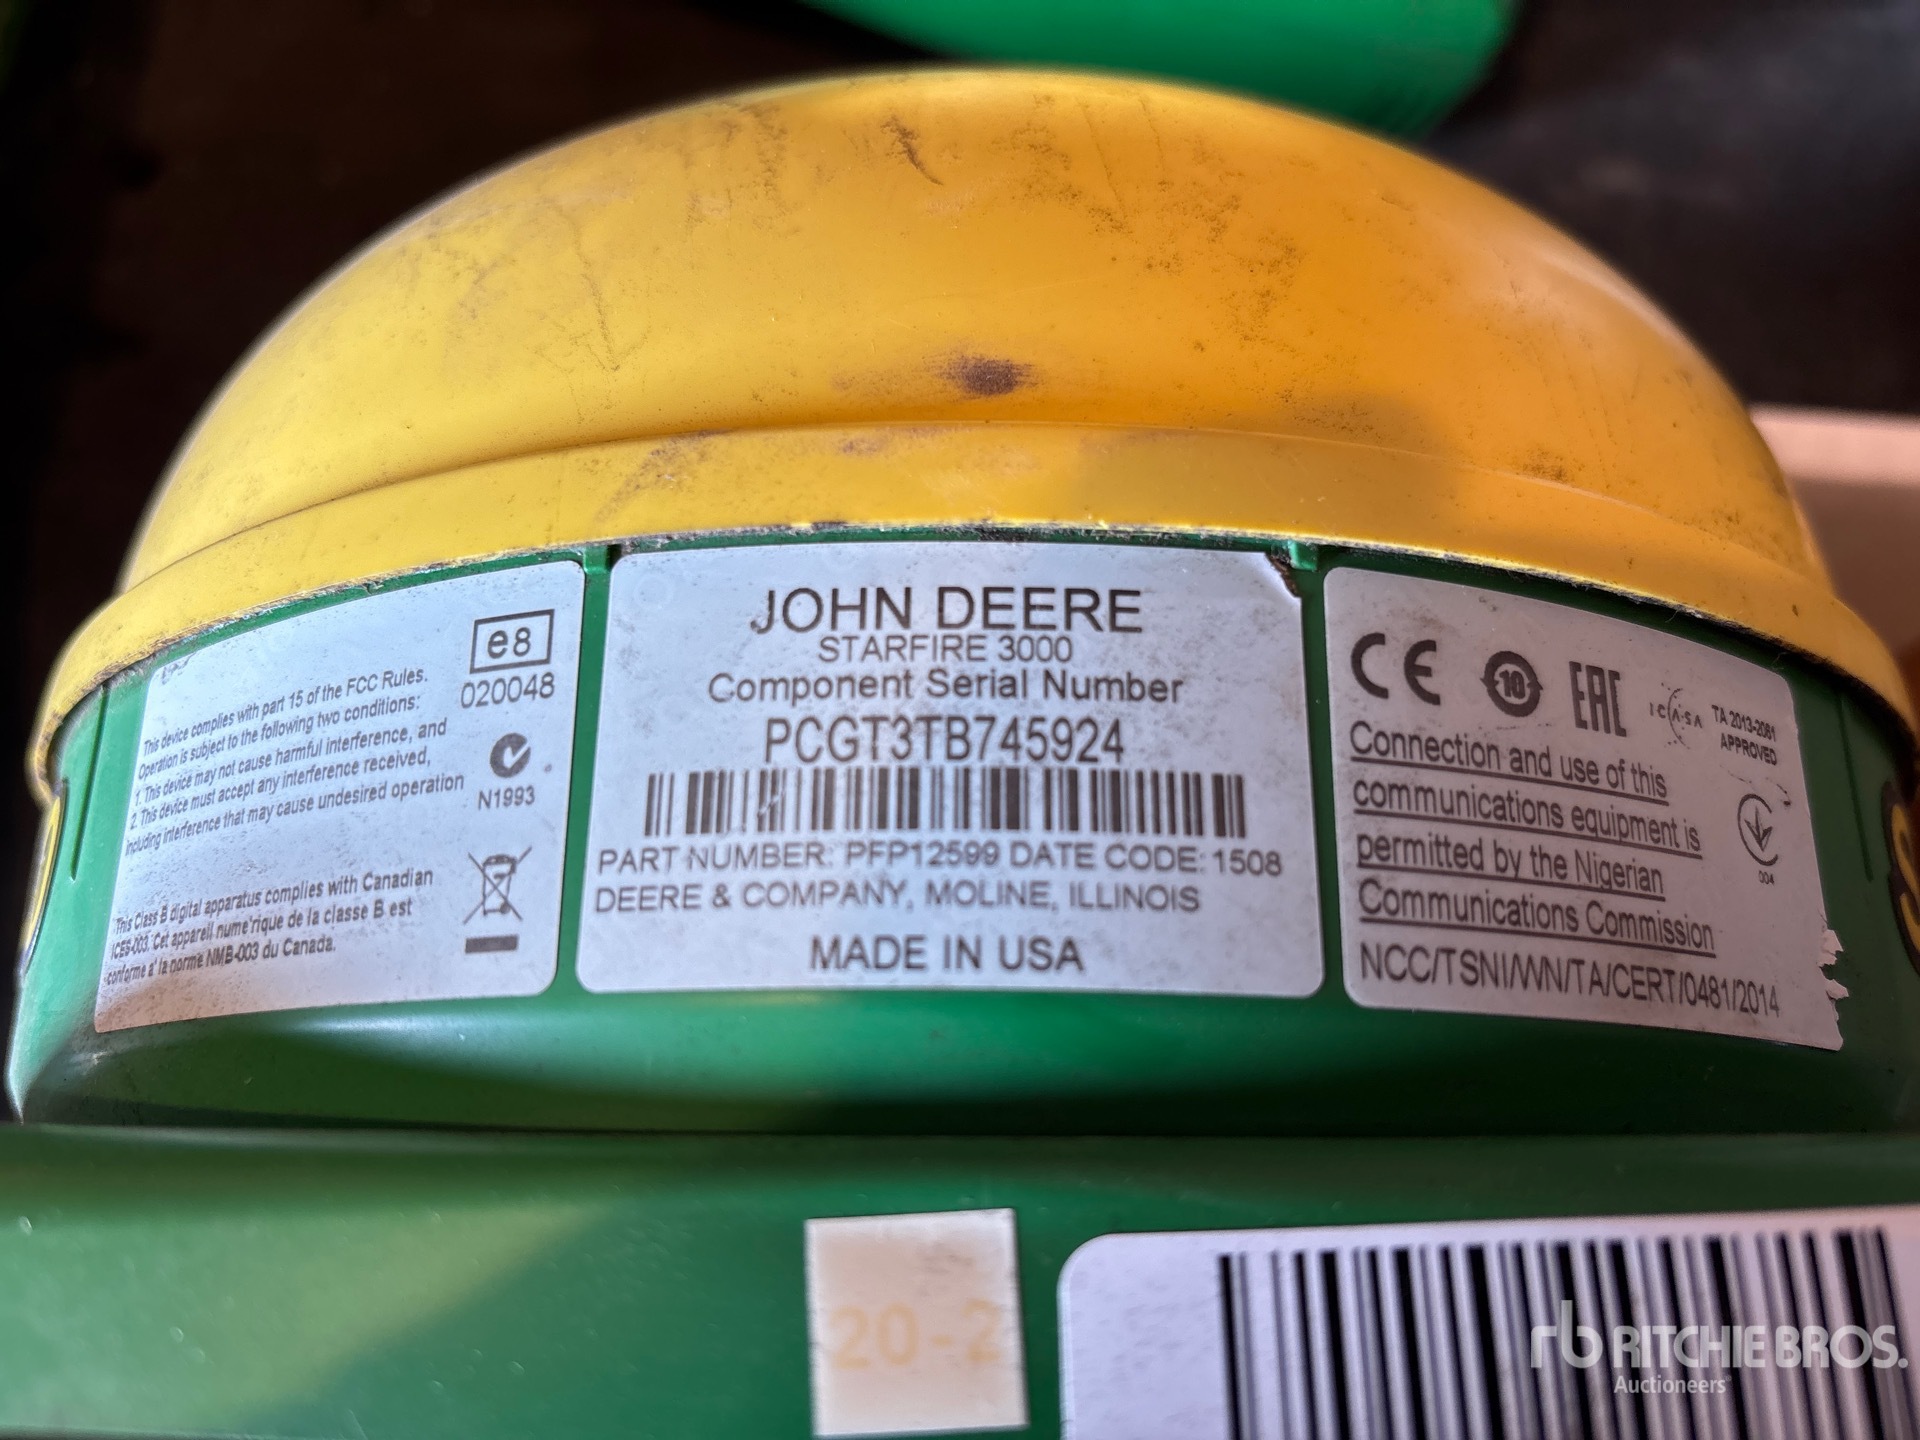 This device complies with part 15 of the FCC Rules.
Operation is subject to the following two conditions:
1. This device may not cause harmful interference, and
2. This device must accept any interference received,
including interference that may cause undesired operation
e8
020048
N1993
This Class B digital apparatus complies with Canadian
ICES-003. Cet appareil nume'rique de la classe B est
conforme a' la norme NMB-003 du Canada.
JOHN DEERE
STARFIRE 3000
Component Serial Number
PCGT3TB745924
PART NUMBER: PFP12599 DATE CODE: 1508
DEERE & COMPANY, MOLINE, ILLINOIS
MADE IN USA
CE 10 EAC ICASA TA 2013-2081
APPROVED
Connection and use of this
communications equipment is
permitted by the Nigerian
Communications Commission
NCC/TSNI/WN/TA/CERT/0481/2014
004
20-2
rb RITCHIE BROS.
Auctioneers